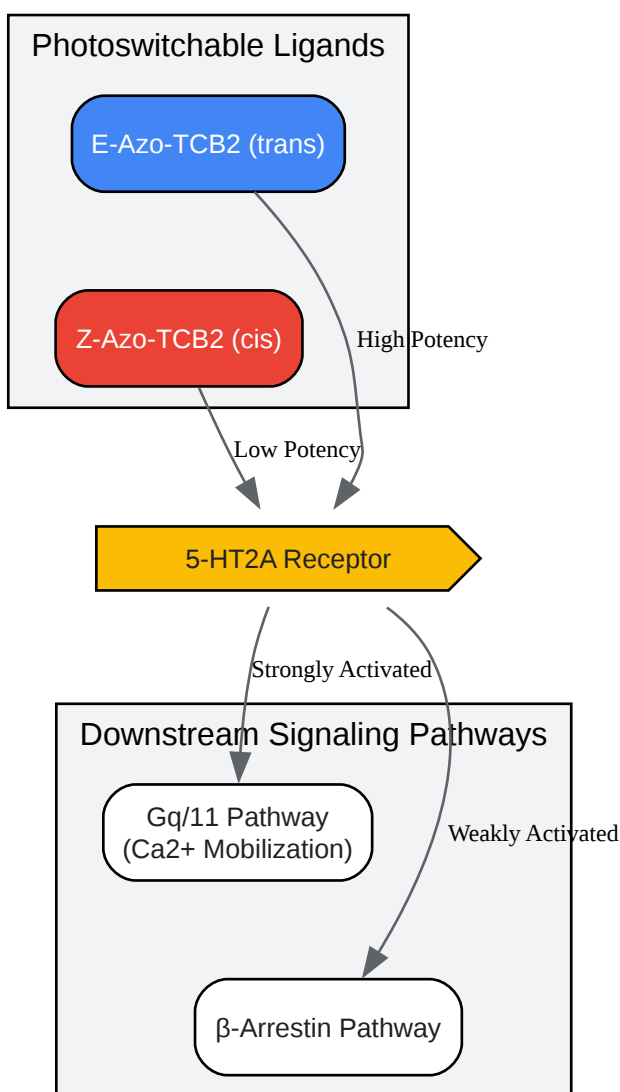 Photoswitchable Ligands
E-Azo-TCB2 (trans)
Z-Azo-TCB2 (cis)
High Potency
Low Potency
5-HT2A Receptor
Strongly Activated
Downstream Signaling Pathways
Gq/11 Pathway
(Ca2+ Mobilization)
Weakly Activated
β-Arrestin Pathway